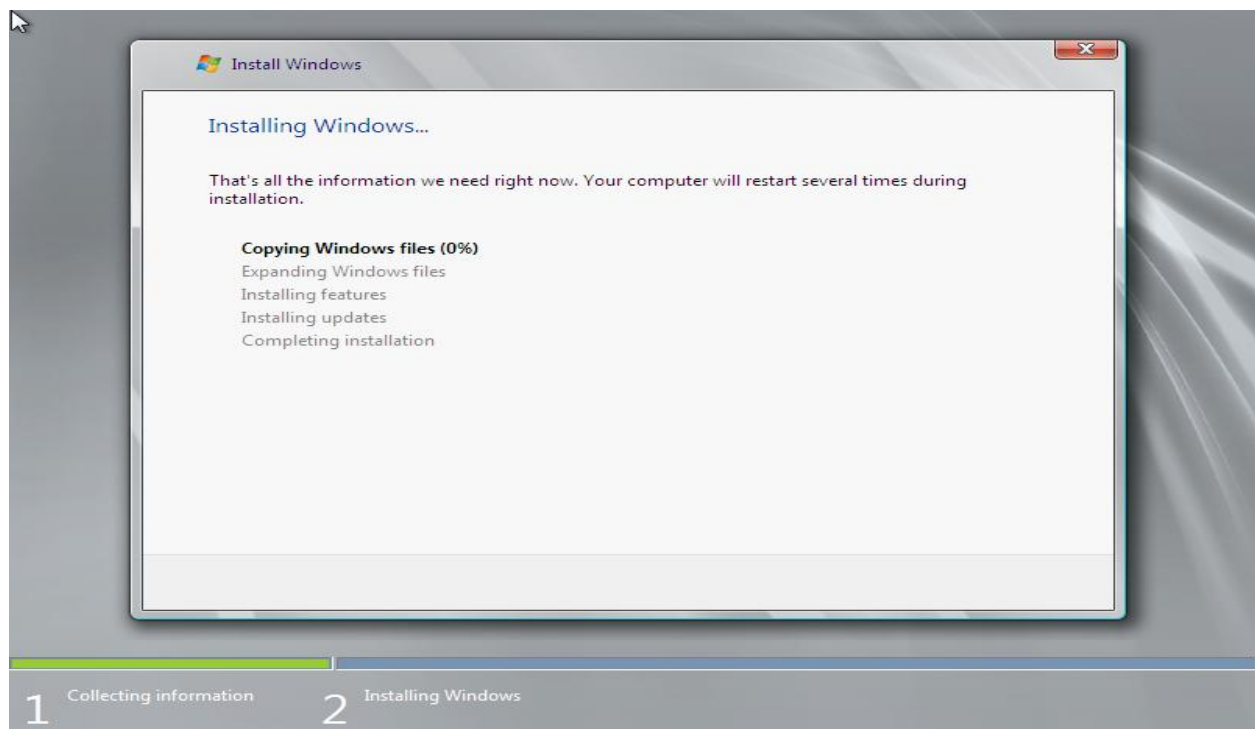 Install Windows
Installing Windows...
That's all the information we need right now. Your computer will restart several times during
installation.
Copying Windows files (0%)
Expanding Windows files
Installing features
Installing updates
Completing installation
1 Collecting information 2 Installing Windows